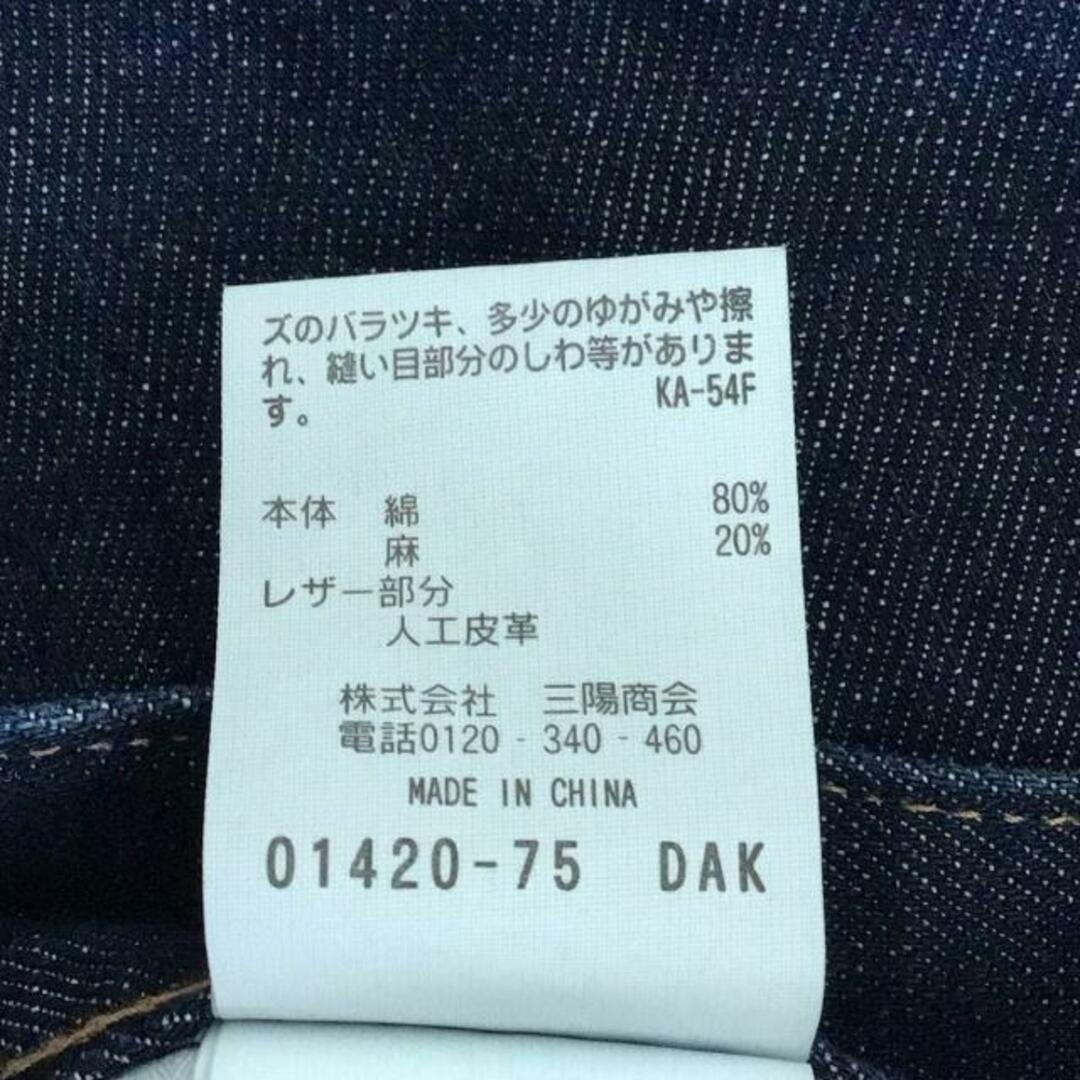 ズのバラツキ、多少のゆがみや擦
れ、縫い目部分のしわ等がありま
す。 KA-54F
本体 綿 80%
麻 20%
レザー部分
人工皮革
株式会社 三陽商会
電話0120-340-460
MADE IN CHINA
01420-75 DAK